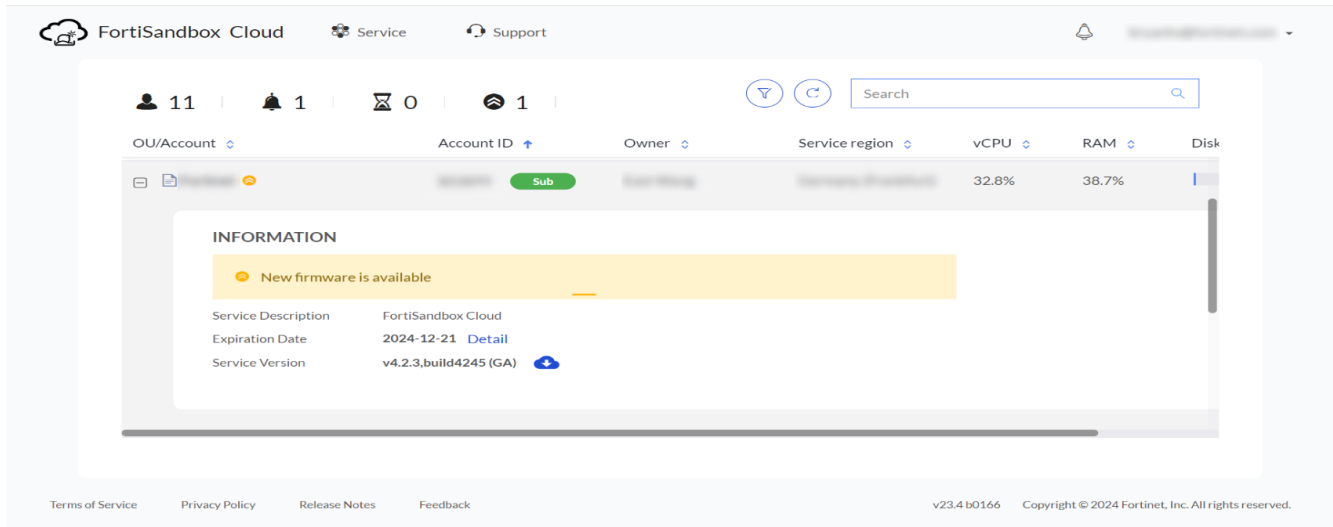 FortiSandbox Cloud Service Support
11 1 0 1 Search
OU/Account Account ID Owner Service region vCPU RAM Disk
Sub 32.8% 38.7%
INFORMATION
New firmware is available
Service Description FortiSandbox Cloud
Expiration Date 2024-12-21 Detail
Service Version v4.2.3,build4245 (GA)
Terms of Service Privacy Policy Release Notes Feedback v23.4 b0166 Copyright © 2024 Fortinet, Inc. All rights reserved.